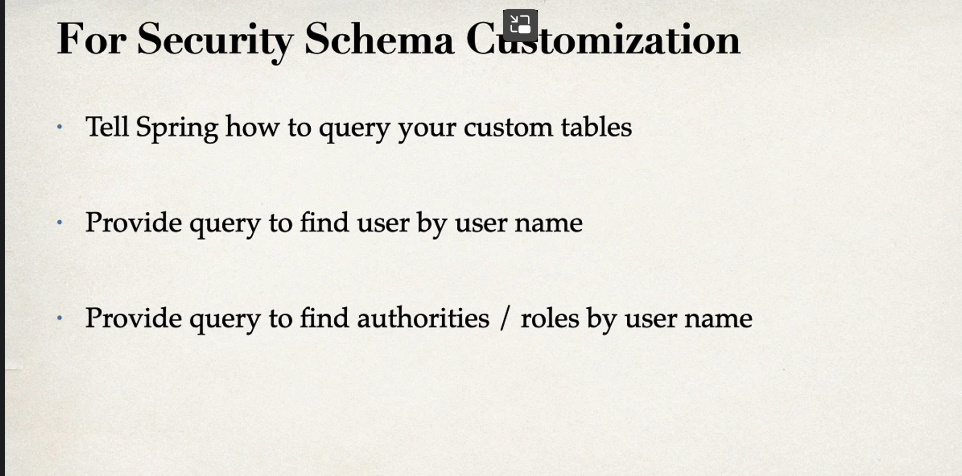 For Security Schema Customization
• Tell Spring how to query your custom tables
• Provide query to find user by user name
• Provide query to find authorities / roles by user name